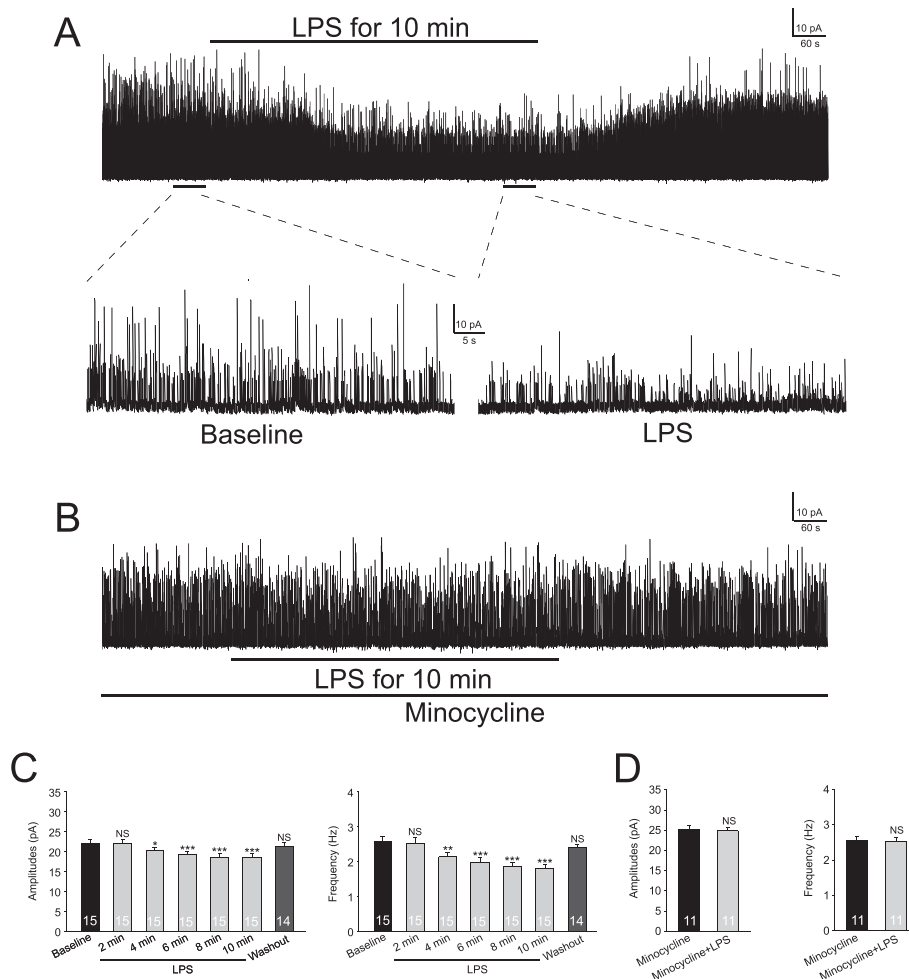 A
LPS for 10 min
10 pA
60 s
10 pA
5 s
Baseline
LPS
B
10 pA
60 s
LPS for 10 min
Minocycline
C
D
Amplitudes (pA)
35
30
25
20
15
10
5
0
NS
*
***
***
***
NS
15
15
15
15
15
15
14
Baseline
2 min
4 min
6 min
8 min
10 min
Washout
LPS
Frequency (Hz)
4
3
2
1
0
NS
**
***
***
***
NS
15
15
15
15
15
15
14
Baseline
2 min
4 min
6 min
8 min
10 min
Washout
LPS
Amplitudes (pA)
35
30
25
20
15
10
5
0
NS
11
11
Minocycline
Minocycline+LPS
Frequency (Hz)
4
3
2
1
0
NS
11
11
Minocycline
Minocycline+LPS